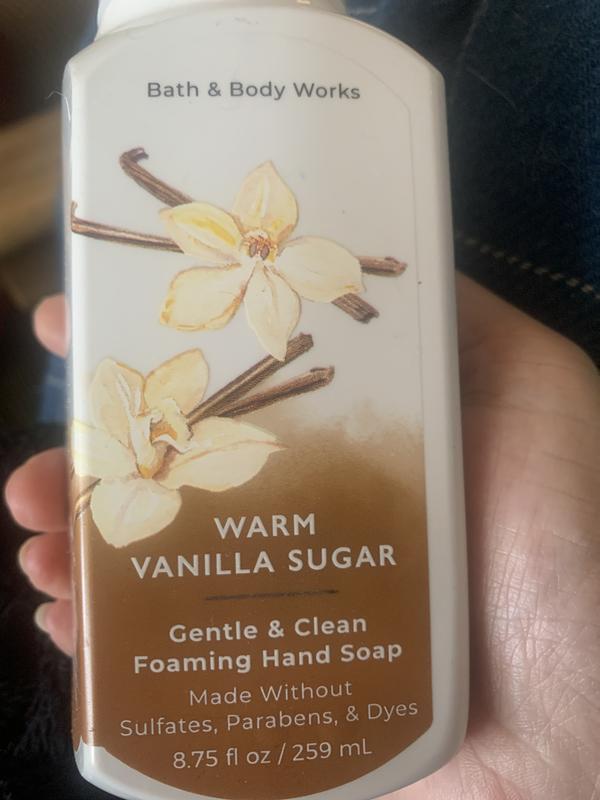 Bath & Body Works
WARM
VANILLA SUGAR
Gentle & Clean
Foaming Hand Soap
Made Without
Sulfates, Parabens, & Dyes
8.75 fl oz / 259 mL